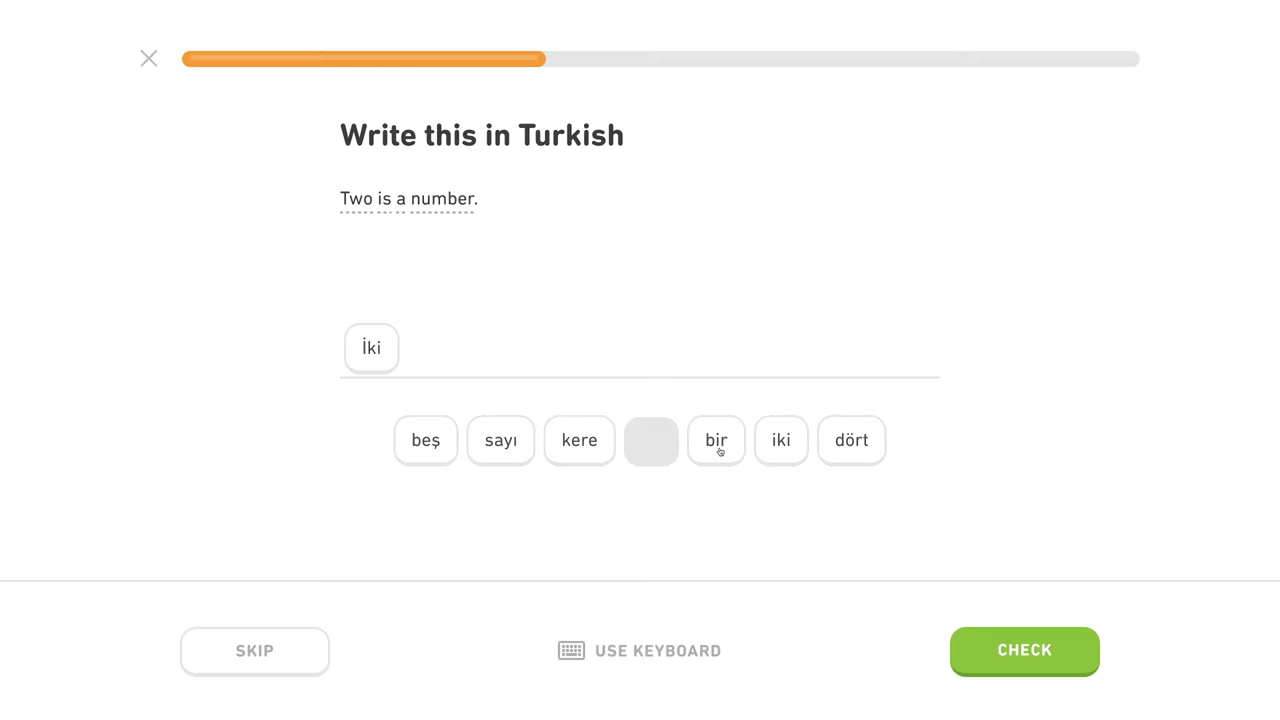 Write this in Turkish
Two is a number.
İki
beş sayı kere bir iki dört
SKIP USE KEYBOARD CHECK